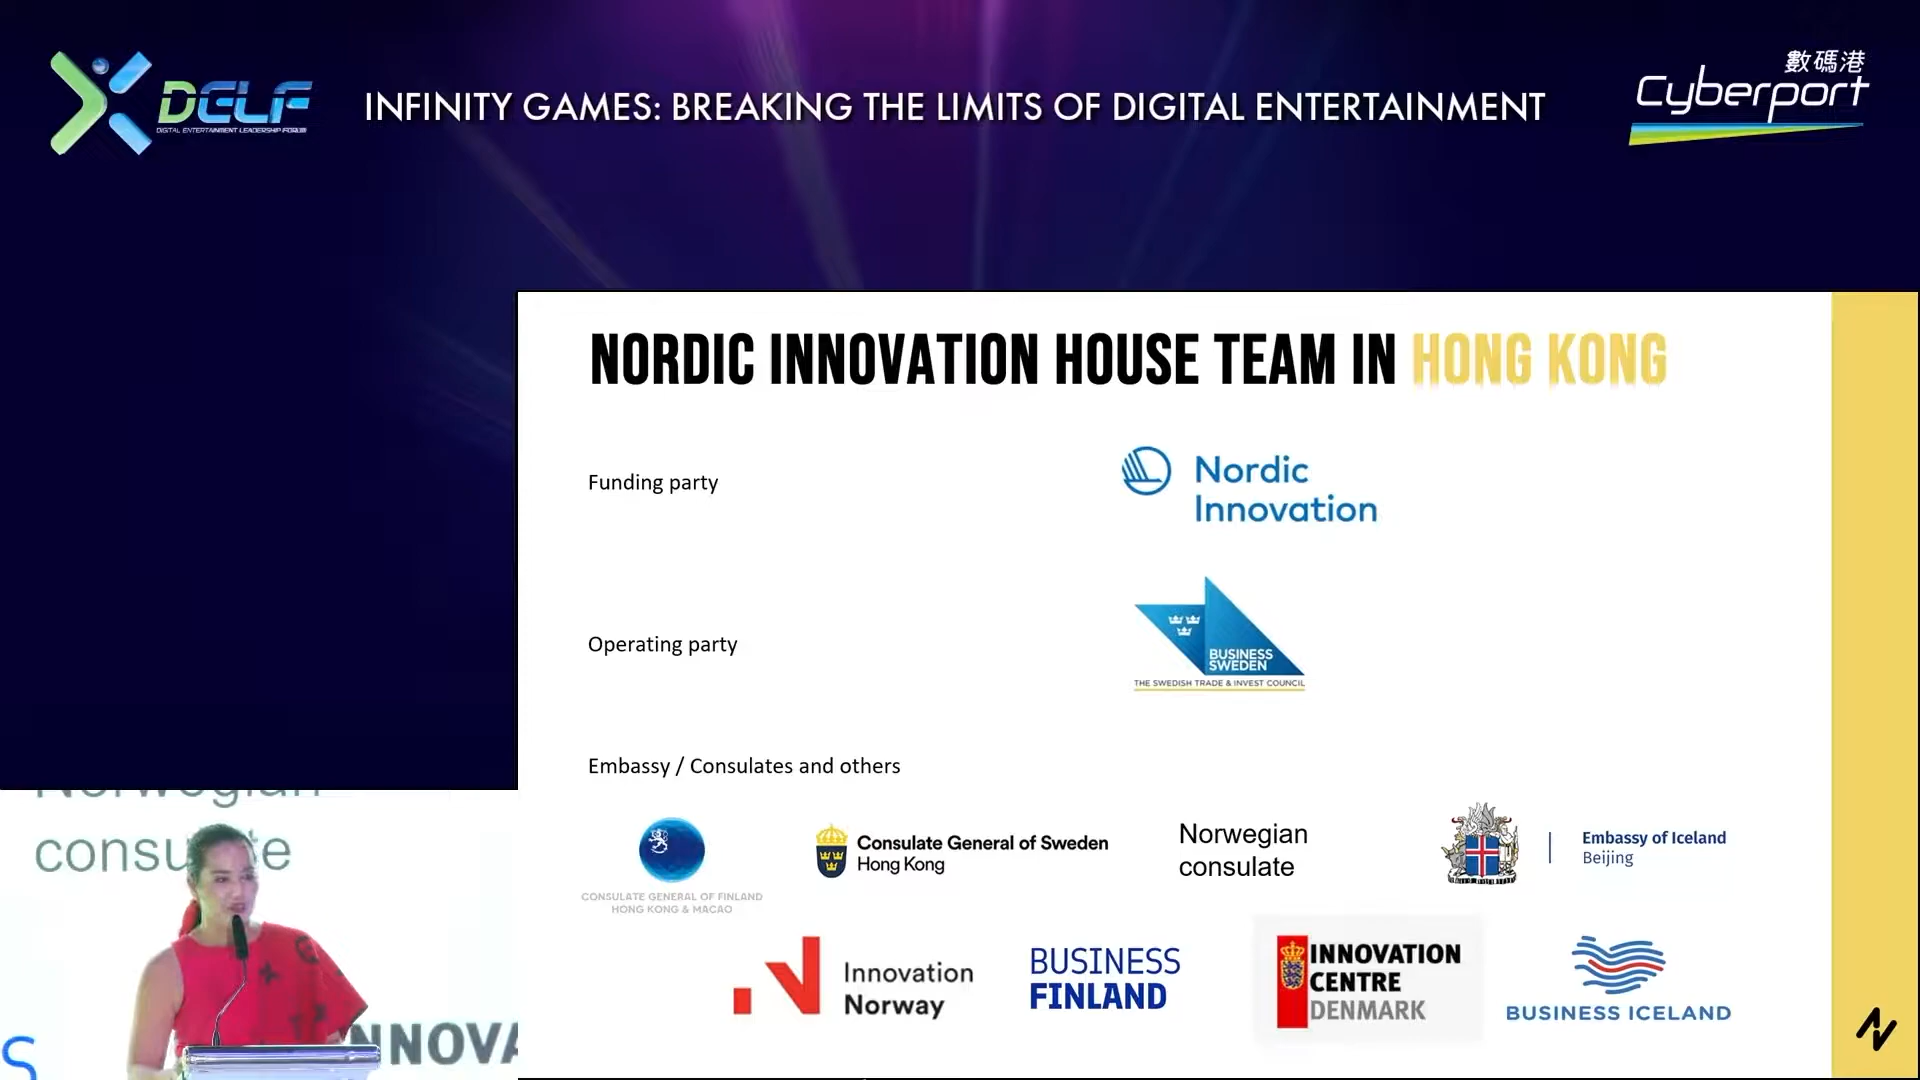 DELF
DIGITAL ENTERTAINMENT LEADERSHIP FORUM
INFINITY GAMES: BREAKING THE LIMITS OF DIGITAL ENTERTAINMENT
數碼港
Cyberport
NORDIC INNOVATION HOUSE TEAM IN HONG KONG
Funding party
Nordic
Innovation
Operating party
BUSINESS
SWEDEN
THE SWEDISH TRADE & INVEST COUNCIL
Embassy / Consulates and others
CONSULATE GENERAL OF FINLAND
HONG KONG & MACAO
Consulate General of Sweden
Hong Kong
Norwegian
consulate
Embassy of Iceland
Beijing
Innovation
Norway
BUSINESS
FINLAND
INNOVATION
CENTRE
DENMARK
BUSINESS ICELAND
Norwegian
consulate
S
INNOVA